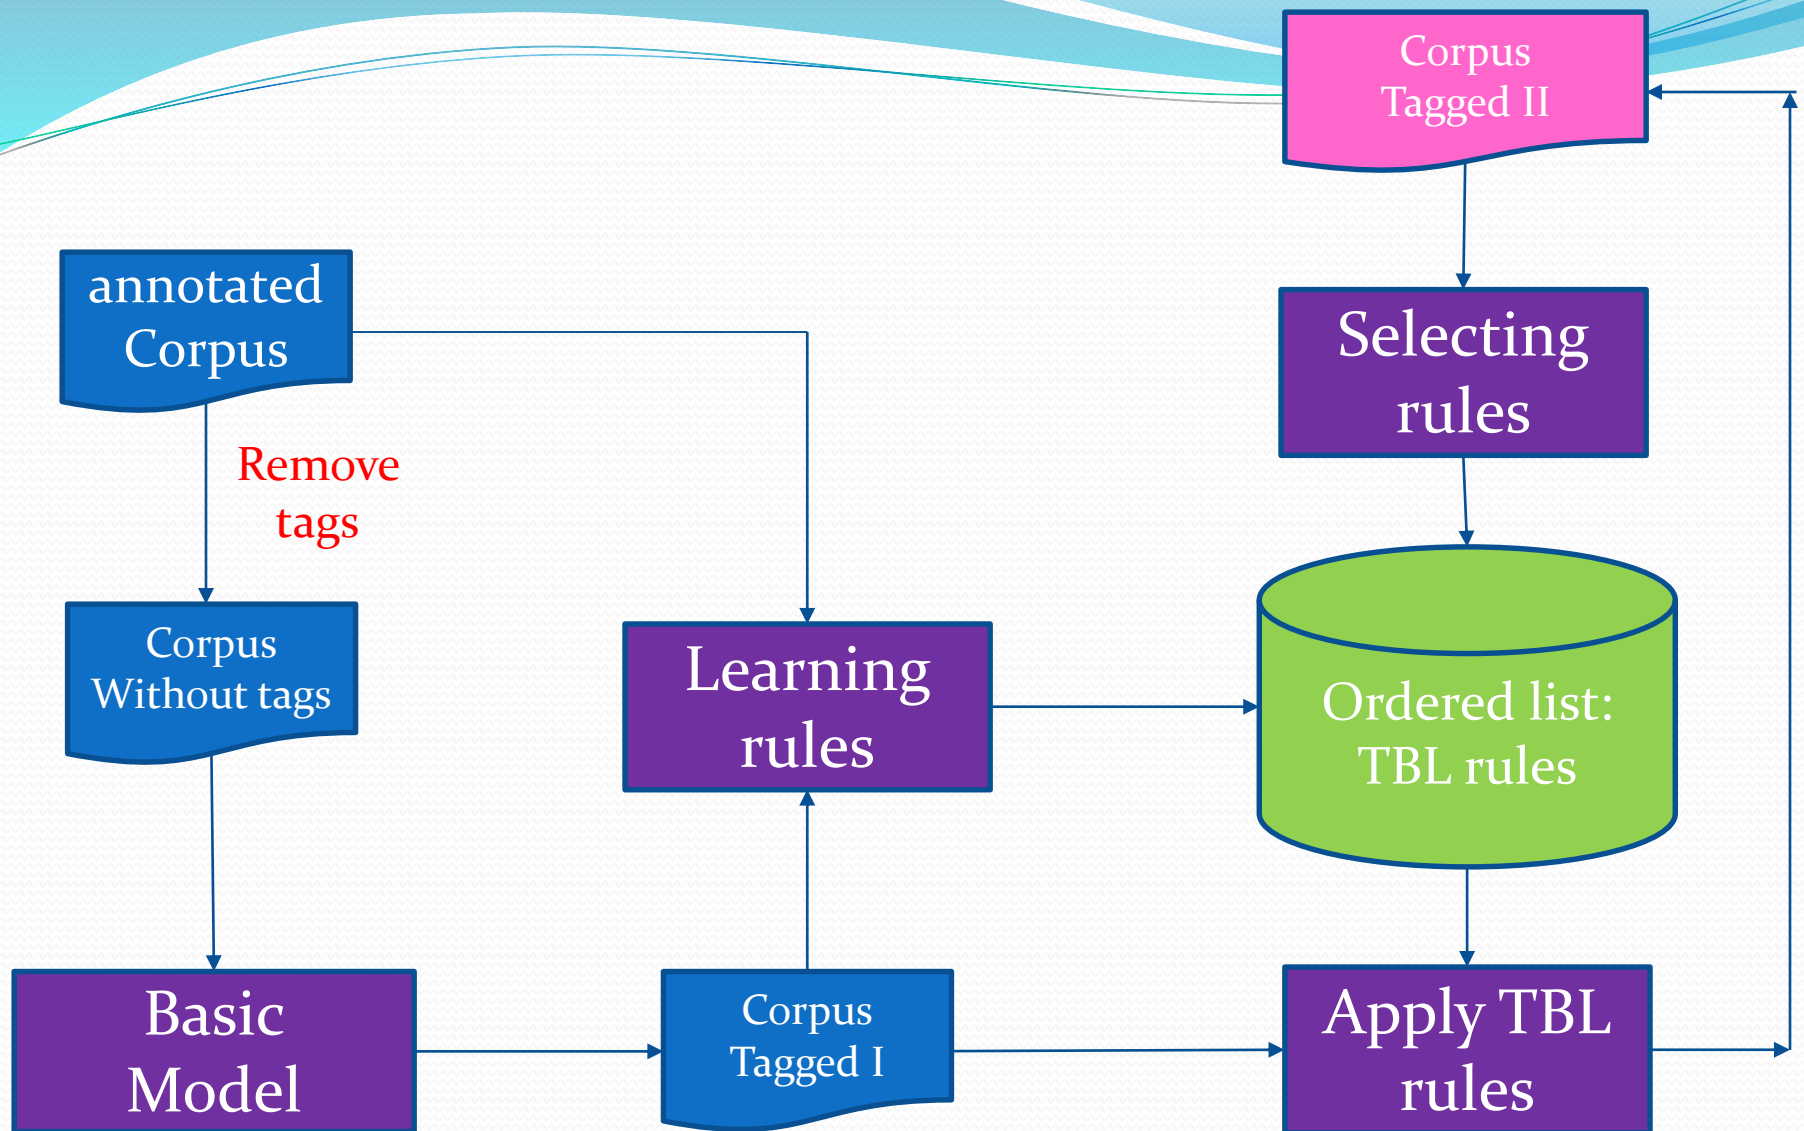 Corpus
Tagged II
annotated
Corpus
Selecting
rules
Remove
tags
Corpus
Without tags
Learning
rules
Ordered list:
TBL rules
Basic
Model
Corpus
Tagged I
Apply TBL
rules